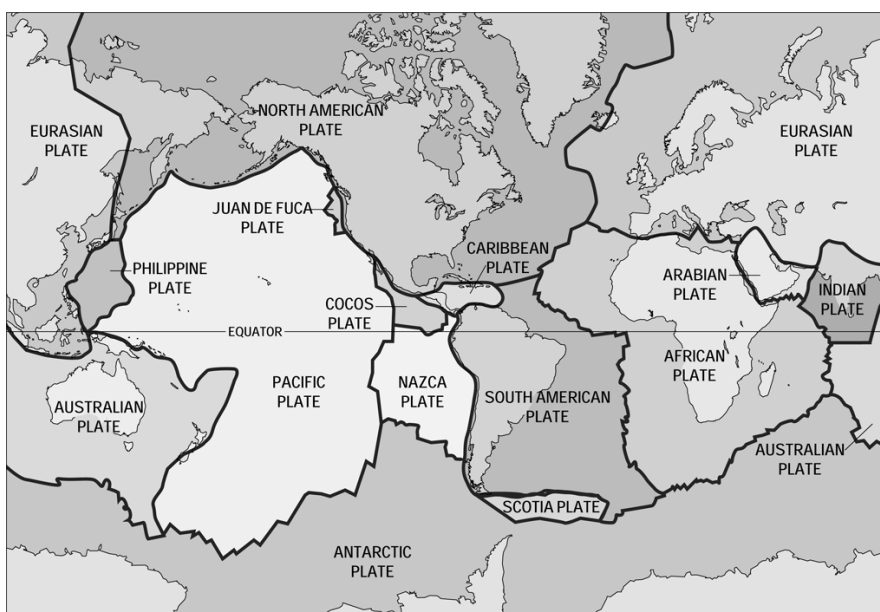 NORTH AMERICAN
PLATE
EURASIAN
PLATE
EURASIAN
PLATE
JUAN DE FUCA
PLATE
CARIBBEAN
PLATE
PHILIPPINE
PLATE
ARABIAN
PLATE
INDIAN
PLATE
COCOS
PLATE
EQUATOR
AFRICAN
PLATE
PACIFIC
PLATE
NAZCA
PLATE
SOUTH AMERICAN
PLATE
AUSTRALIAN
PLATE
AUSTRALIAN
PLATE
SCOTIA PLATE
ANTARCTIC
PLATE